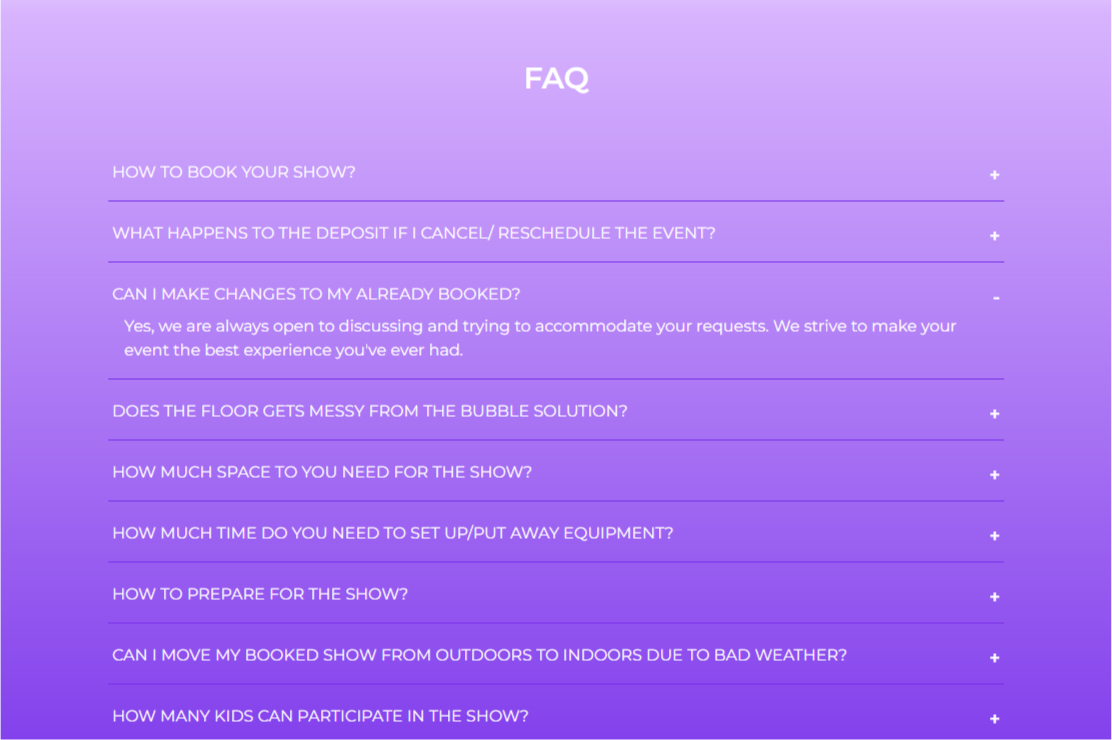 FAQ
HOW TO BOOK YOUR SHOW?
+
WHAT HAPPENS TO THE DEPOSIT IF I CANCEL/ RESCHEDULE THE EVENT?
+
CAN I MAKE CHANGES TO MY ALREADY BOOKED?
-
Yes, we are always open to discussing and trying to accommodate your requests. We strive to make your
event the best experience you've ever had.
DOES THE FLOOR GETS MESSY FROM THE BUBBLE SOLUTION?
+
HOW MUCH SPACE TO YOU NEED FOR THE SHOW?
+
HOW MUCH TIME DO YOU NEED TO SET UP/PUT AWAY EQUIPMENT?
+
HOW TO PREPARE FOR THE SHOW?
+
CAN I MOVE MY BOOKED SHOW FROM OUTDOORS TO INDOORS DUE TO BAD WEATHER?
+
HOW MANY KIDS CAN PARTICIPATE IN THE SHOW?
+